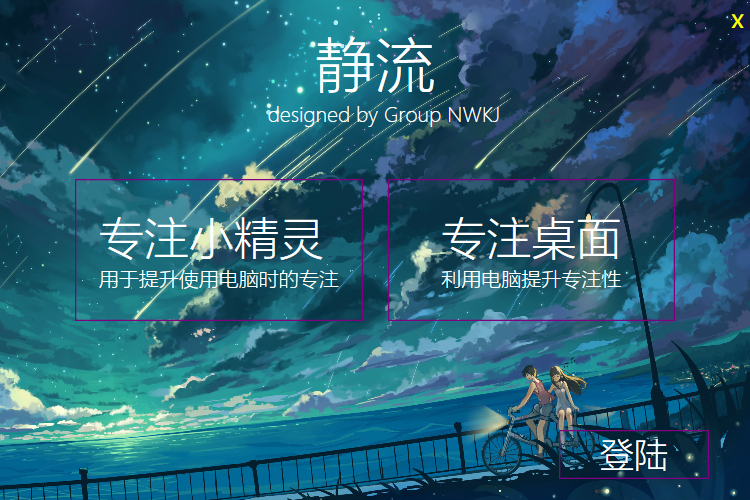 X
静流
designed by Group NWKJ
专注小精灵
用于提升使用电脑时的专注
专注桌面
利用电脑提升专注性
登陆